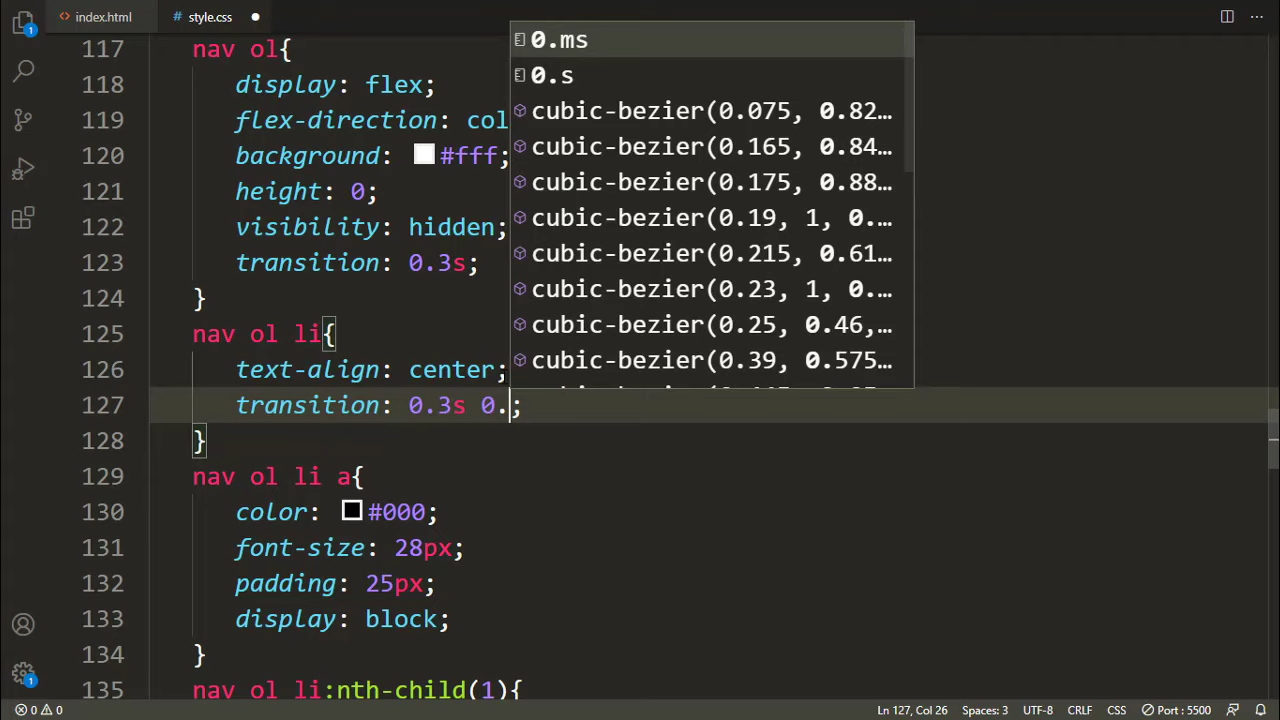 index.html style.css
117 nav ol{
118 display: flex;
119 flex-direction: col
120 background: #fff;
121 height: 0;
122 visibility: hidden;
123 transition: 0.3s;
124 }
125 nav ol li{
126 text-align: center;
127 transition: 0.3s 0.;
128 }
129 nav ol li a{
130 color: #000;
131 font-size: 28px;
132 padding: 25px;
133 display: block;
134 }
135 nav ol li:nth-child(1){
0.ms
0.s
cubic-bezier(0.075, 0.82…
cubic-bezier(0.165, 0.84…
cubic-bezier(0.175, 0.88…
cubic-bezier(0.19, 1, 0.…
cubic-bezier(0.215, 0.61…
cubic-bezier(0.23, 1, 0.…
cubic-bezier(0.25, 0.46,…
cubic-bezier(0.39, 0.575…
1
1
0 0 Ln 127, Col 26 Spaces: 3 UTF-8 CRLF CSS Port : 5500